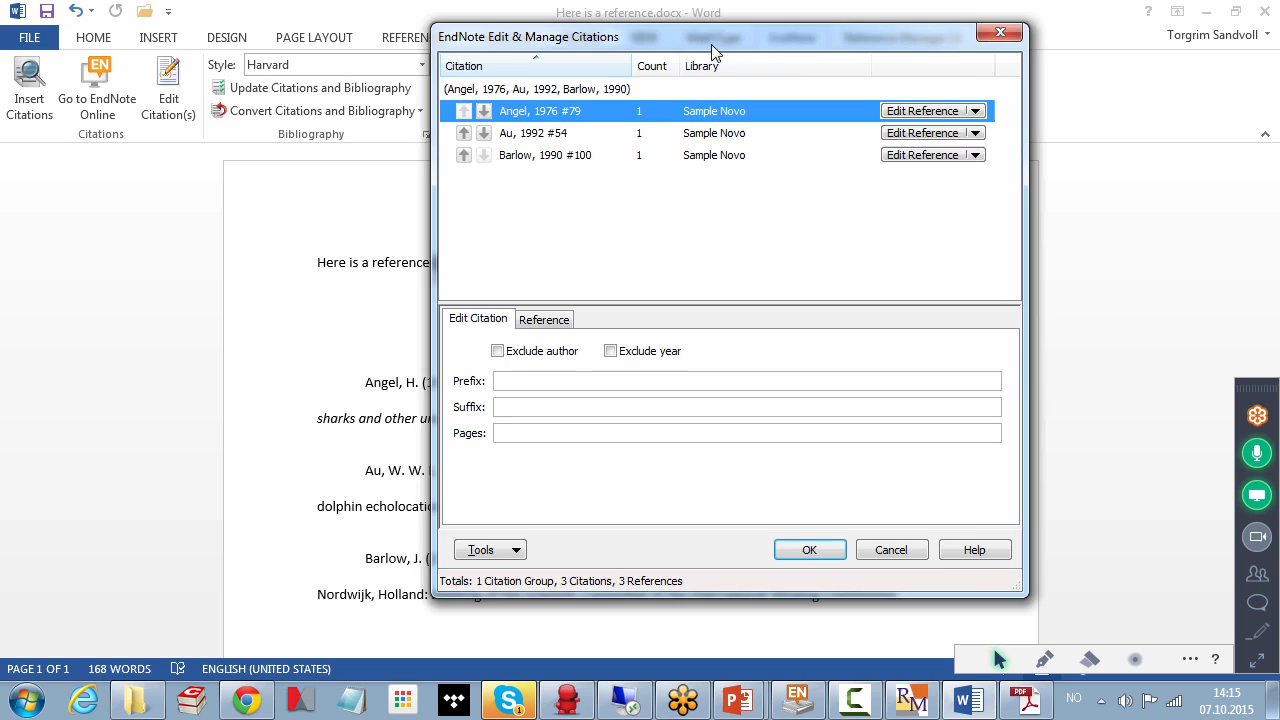 Here is a reference.docx - Word
?
FILE HOME INSERT DESIGN PAGE LAYOUT REFEREN
Torgrim Sandvoll
Insert Citations
Go to EndNote Online
Edit Citation(s)
Citations
Style: Harvard
Update Citations and Bibliography
Convert Citations and Bibliography
Bibliography
EndNote Edit & Manage Citations
Citation Count Library
(Angel, 1976, Au, 1992, Barlow, 1990)
Angel, 1976 #79 1 Sample Novo Edit Reference
Au, 1992 #54 1 Sample Novo Edit Reference
Barlow, 1990 #100 1 Sample Novo Edit Reference
Edit Citation Reference
Exclude author Exclude year
Prefix:
Suffix:
Pages:
Tools OK Cancel Help
Totals: 1 Citation Group, 3 Citations, 3 References
Here is a reference
Angel, H. (1
sharks and other u
Au, W. W.
dolphin echolocati
Barlow, J. (
Nordwijk, Holland:
?
PAGE 1 OF 1 168 WORDS ENGLISH (UNITED STATES)
EN
PDF
NO
14:15
07.10.2015